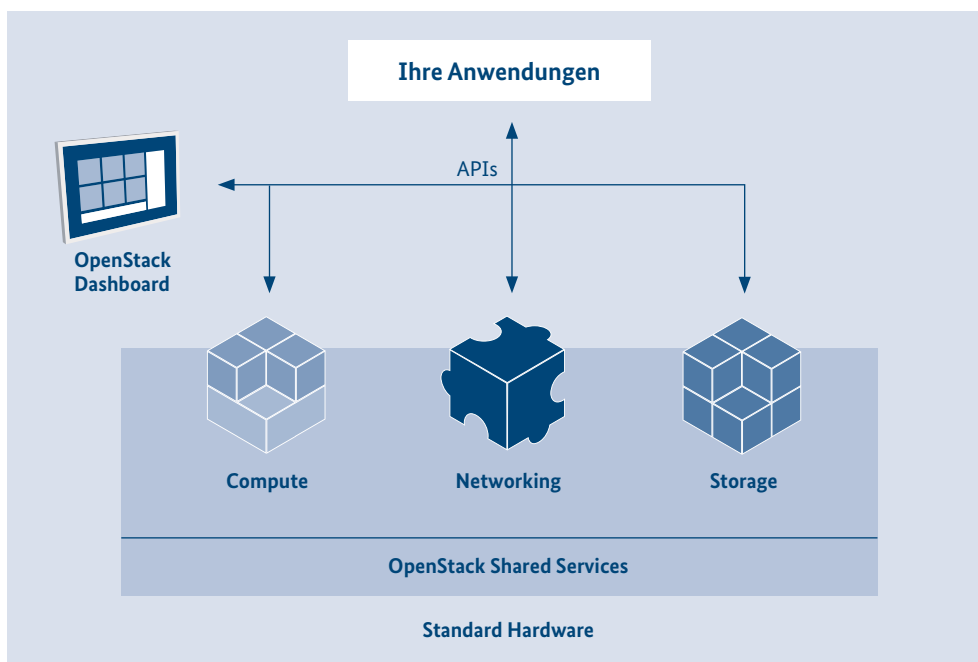 Ihre Anwendungen
APIs
OpenStack
Dashboard
Compute
Networking
Storage
OpenStack Shared Services
Standard Hardware